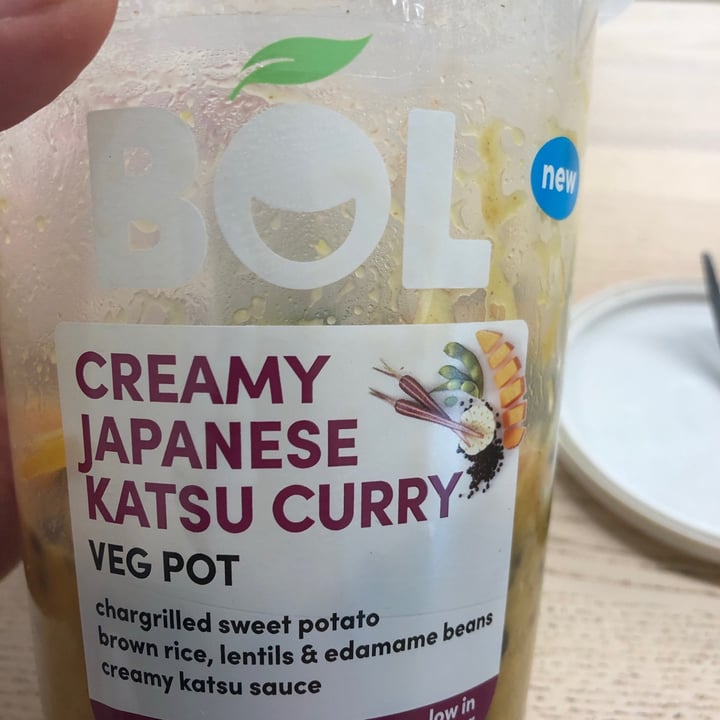 BOL
new
CREAMY
JAPANESE
KATSU CURRY
VEG POT
chargrilled sweet potato
brown rice, lentils & edamame beans
creamy katsu sauce
low in